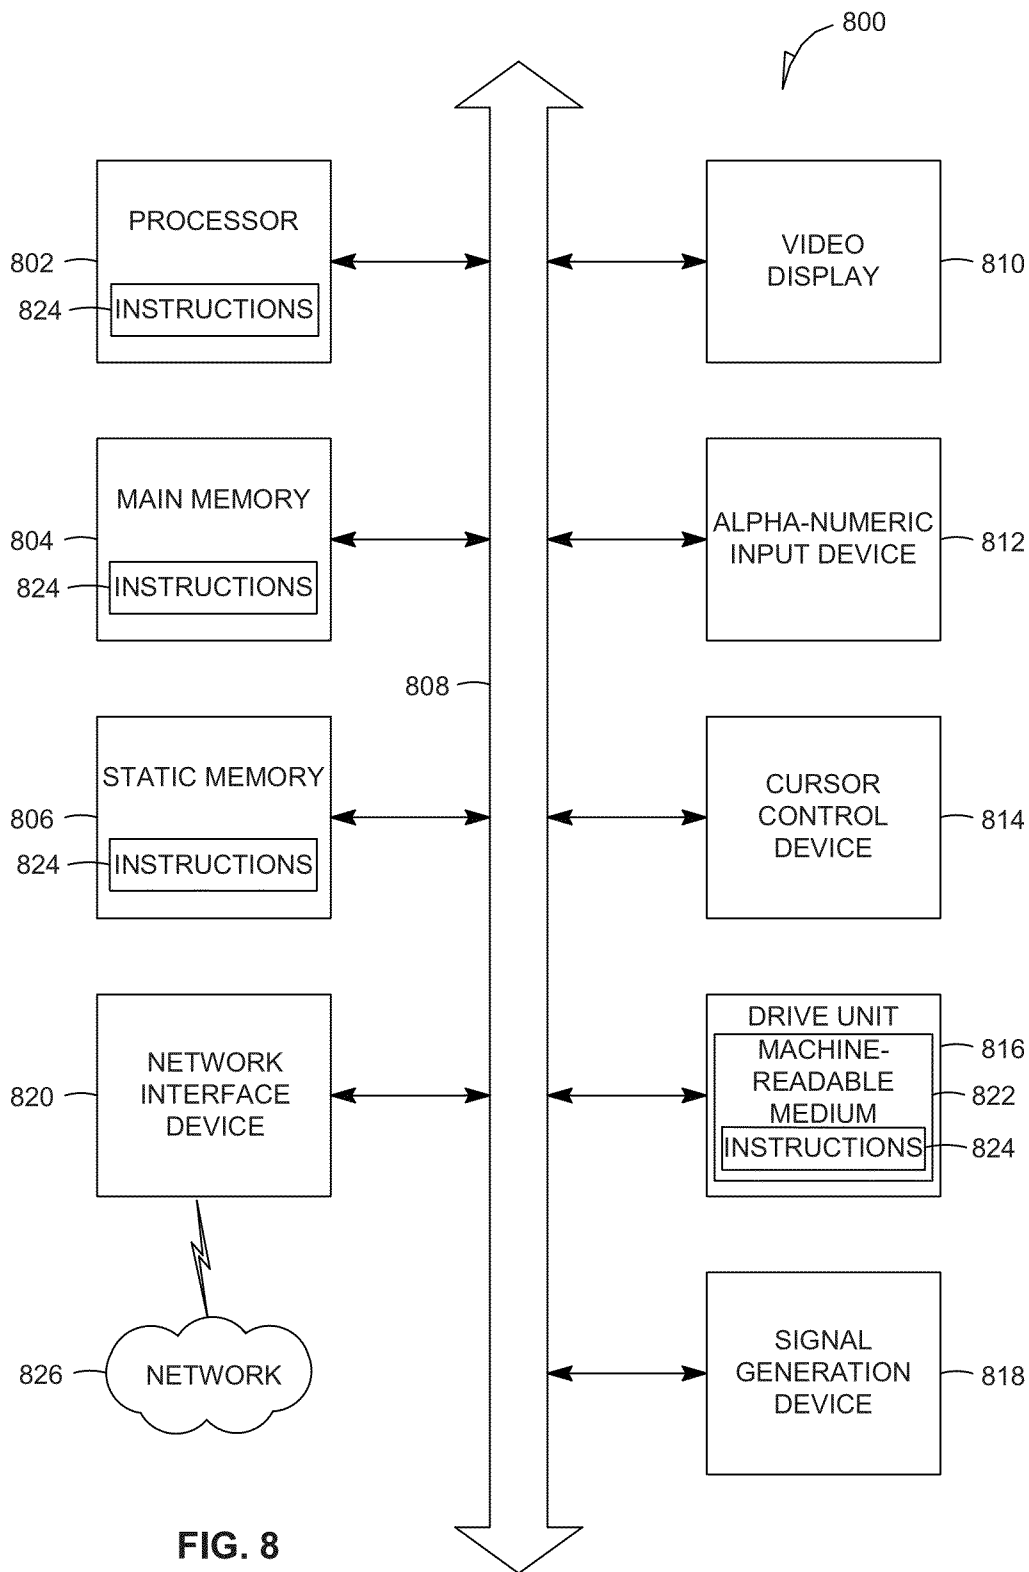 800
PROCESSOR
802
824
INSTRUCTIONS
VIDEO
DISPLAY
810
MAIN MEMORY
804
824
INSTRUCTIONS
ALPHA-NUMERIC
INPUT DEVICE
812
808
STATIC MEMORY
806
824
INSTRUCTIONS
CURSOR
CONTROL
DEVICE
814
NETWORK
INTERFACE
DEVICE
820
DRIVE UNIT
816
MACHINE-
READABLE
MEDIUM
822
INSTRUCTIONS
824
826
NETWORK
SIGNAL
GENERATION
DEVICE
818
FIG. 8